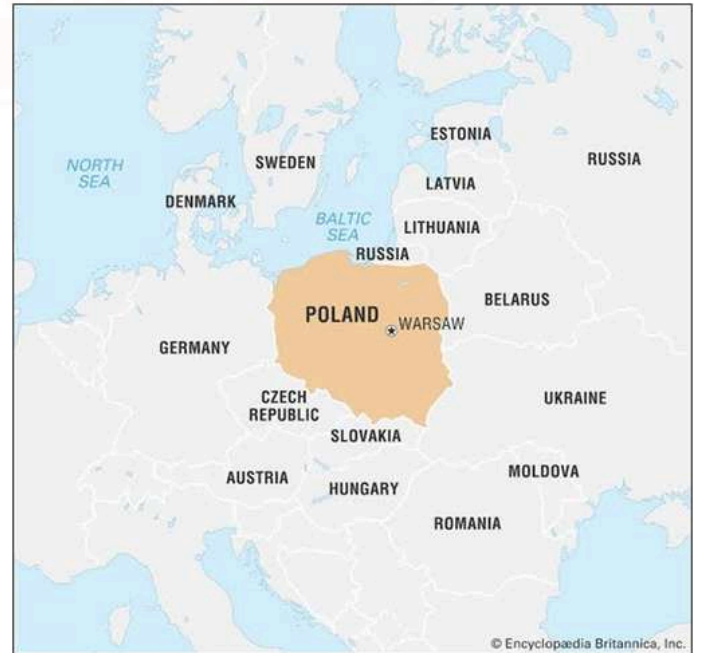 ESTONIA
RUSSIA
SWEDEN
NORTH
SEA
LATVIA
DENMARK
BALTIC
SEA
LITHUANIA
RUSSIA
BELARUS
POLAND
WARSAW
GERMANY
CZECH
REPUBLIC
UKRAINE
SLOVAKIA
AUSTRIA
HUNGARY
MOLDOVA
ROMANIA
© Encyclopædia Britannica, Inc.